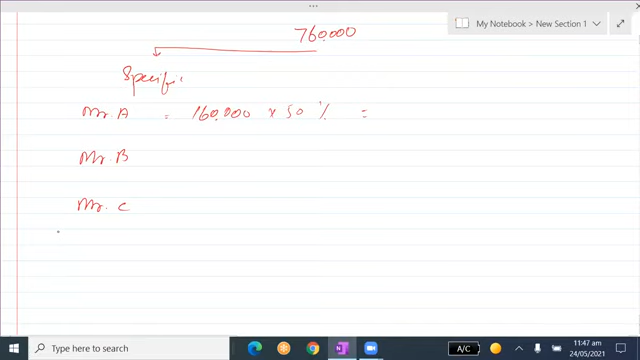 ...
My Notebook > New Section 1
760,000
Specific
Mr. A = 160,000 x 50 % =
Mr. B
Mr. C
Type here to search
A/C
11:47 am
24/05/2021